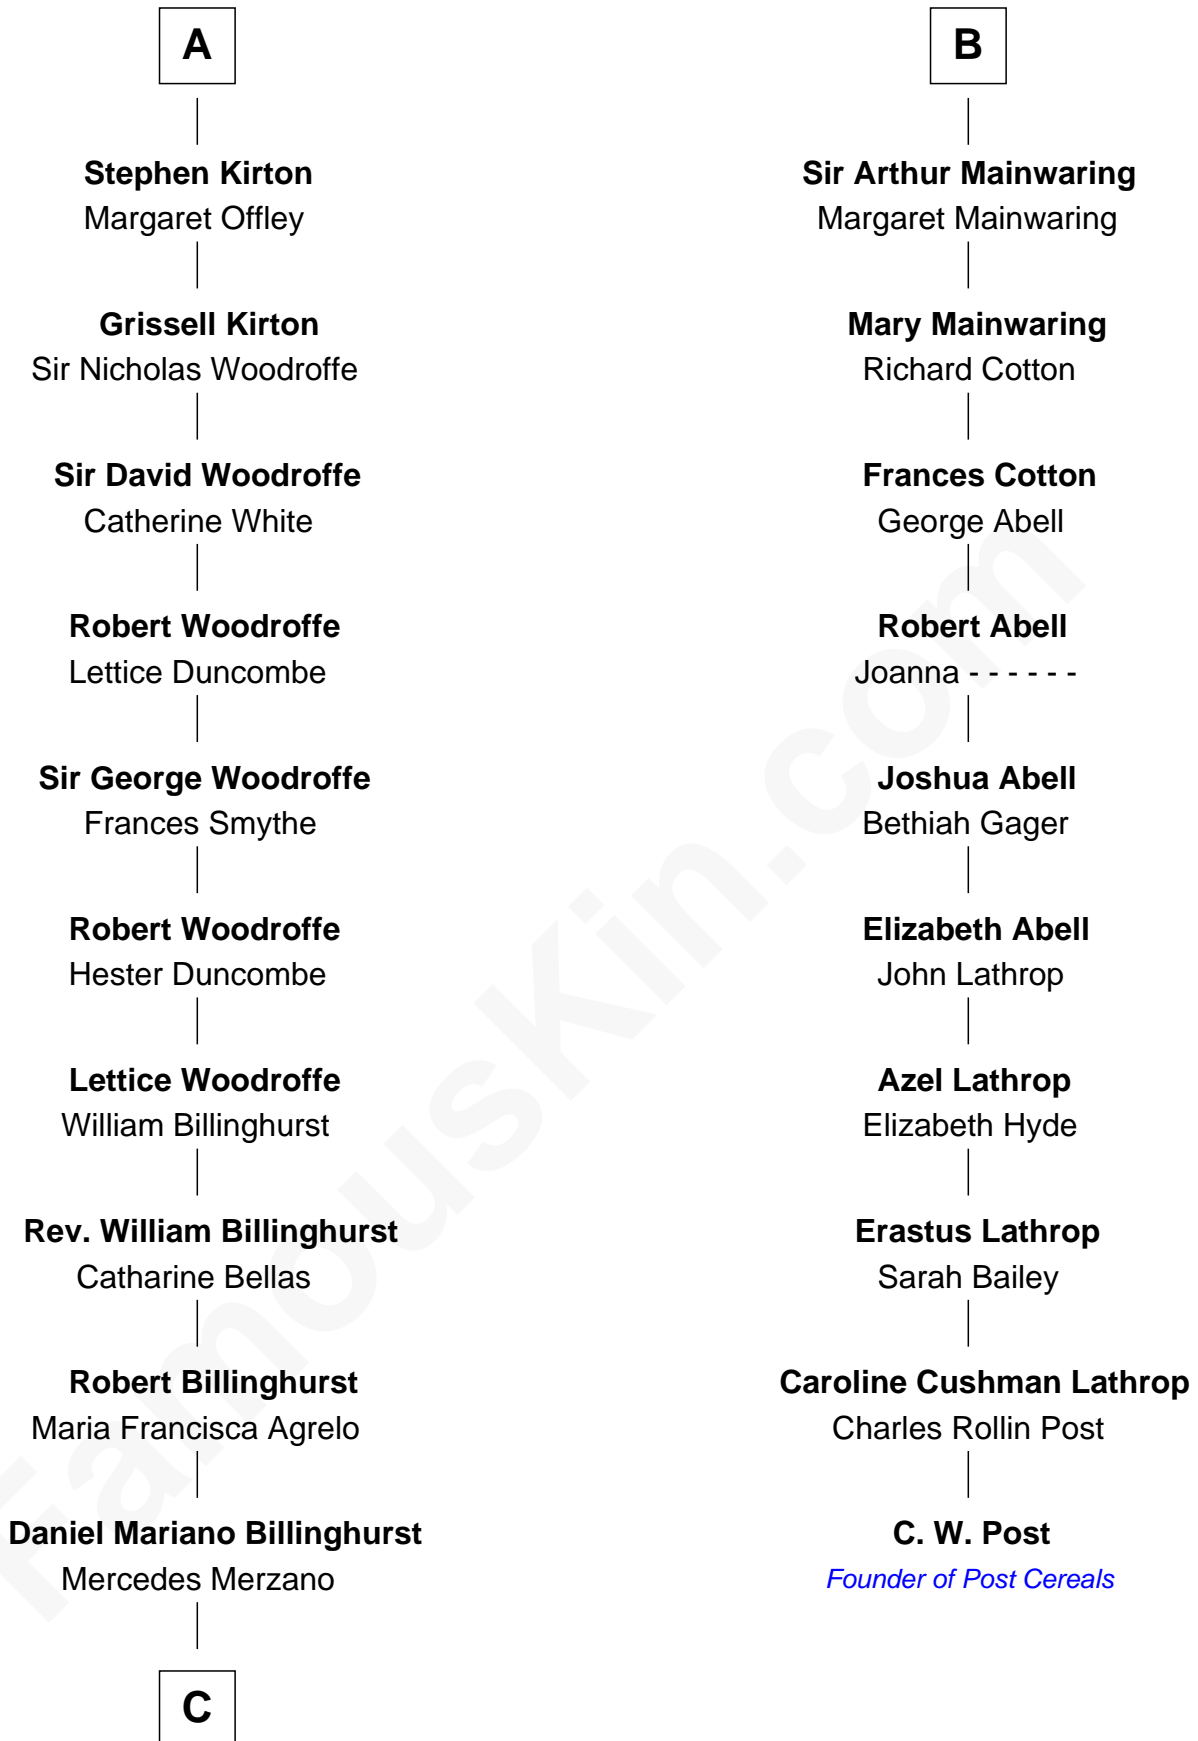 A
Stephen Kirton
Margaret Offley
Grissell Kirton
Sir Nicholas Woodroffe
Sir David Woodroffe
Catherine White
Robert Woodroffe
Lettice Duncombe
Sir George Woodroffe
Frances Smythe
Robert Woodroffe
Hester Duncombe
Lettice Woodroffe
William Billinghurst
Rev. William Billinghurst
Catharine Bellas
Robert Billinghurst
Maria Francisca Agrelo
Daniel Mariano Billinghurst
Mercedes Merzano
C
B
Sir Arthur Mainwaring
Margaret Mainwaring
Mary Mainwaring
Richard Cotton
Frances Cotton
George Abell
Robert Abell
Joanna - - - - - -
Joshua Abell
Bethiah Gager
Elizabeth Abell
John Lathrop
Azel Lathrop
Elizabeth Hyde
Erastus Lathrop
Sarah Bailey
Caroline Cushman Lathrop
Charles Rollin Post
C. W. Post
Founder of Post Cereals
FamousKin.com